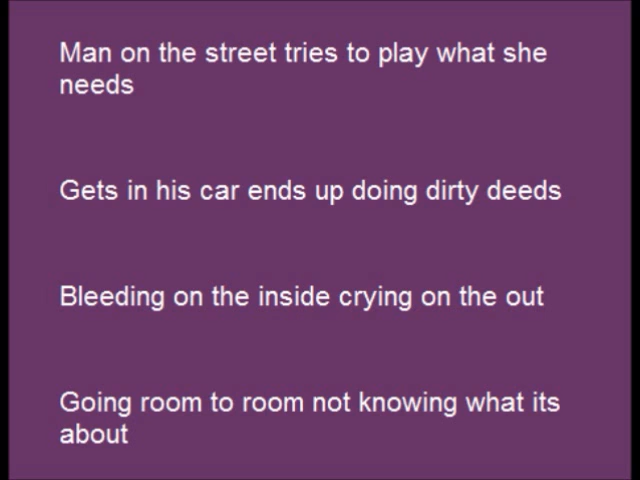 Man on the street tries to play what she
needs
Gets in his car ends up doing dirty deeds
Bleeding on the inside crying on the out
Going room to room not knowing what its
about